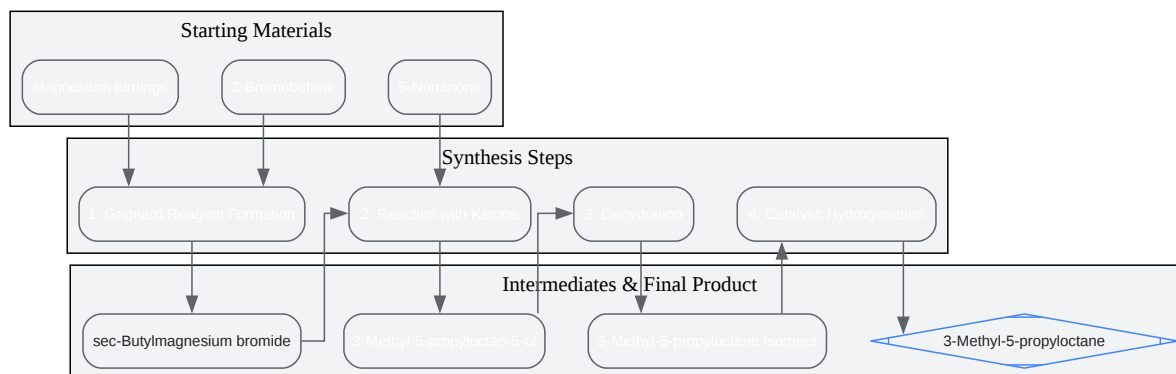 Starting Materials
Magnesium turnings
2-Bromobutane
5-Nonanone
Synthesis Steps
1. Grignard Reagent Formation
2. Reaction with Ketone
3. Dehydration
4. Catalytic Hydrogenation
Intermediates & Final Product
sec-Butylmagnesium bromide
3-Methyl-5-propyloctan-5-ol
3-Methyl-5-propyloctene Isomers
3-Methyl-5-propyloctane